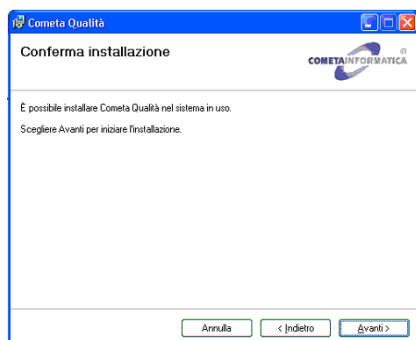 Cometa Qualità
Conferma installazione
COMETAINFORMATICA ®
È possibile installare Cometa Qualità nel sistema in uso.
Scegliere Avanti per iniziare l'installazione.
Annulla
< Indietro
Avanti >